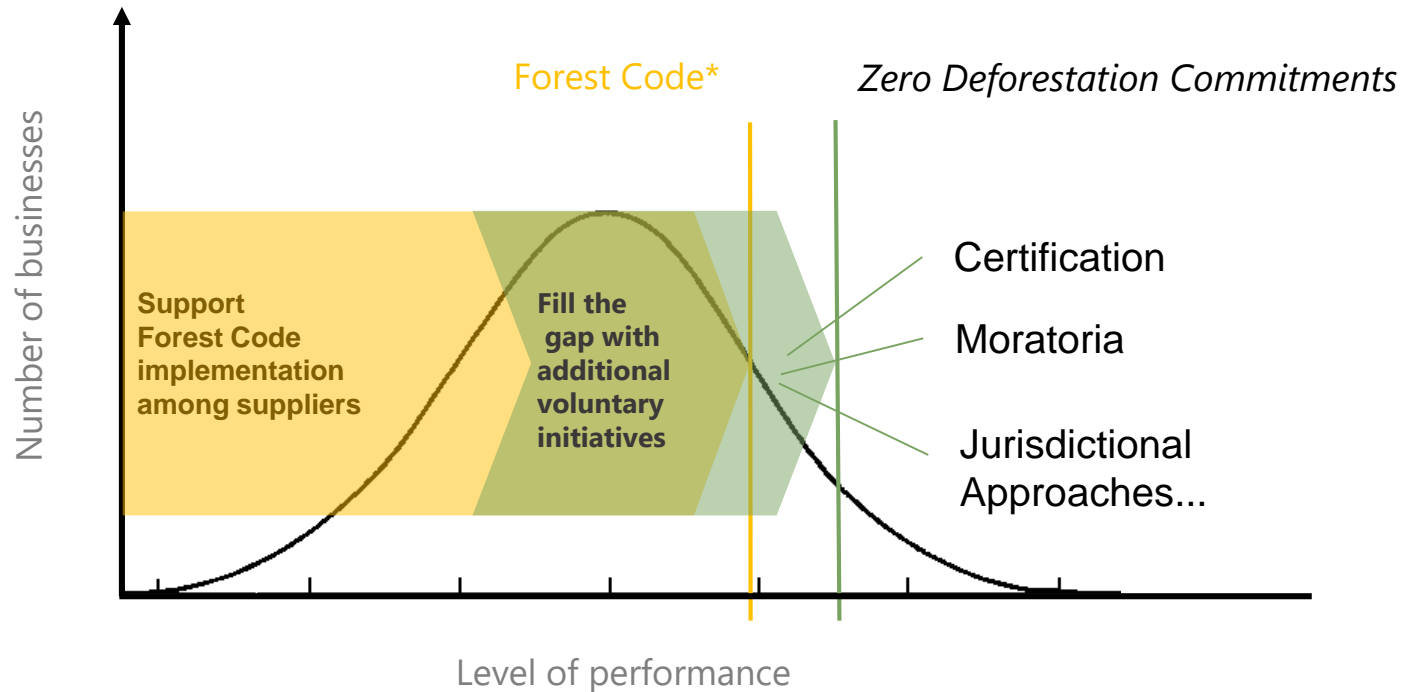 Forest Code*
Zero Deforestation Commitments
Number of businesses
Support
Forest Code
implementation
among suppliers
Fill the
gap with
additional
voluntary
initiatives
Certification
Moratoria
Jurisdictional
Approaches...
Level of performance